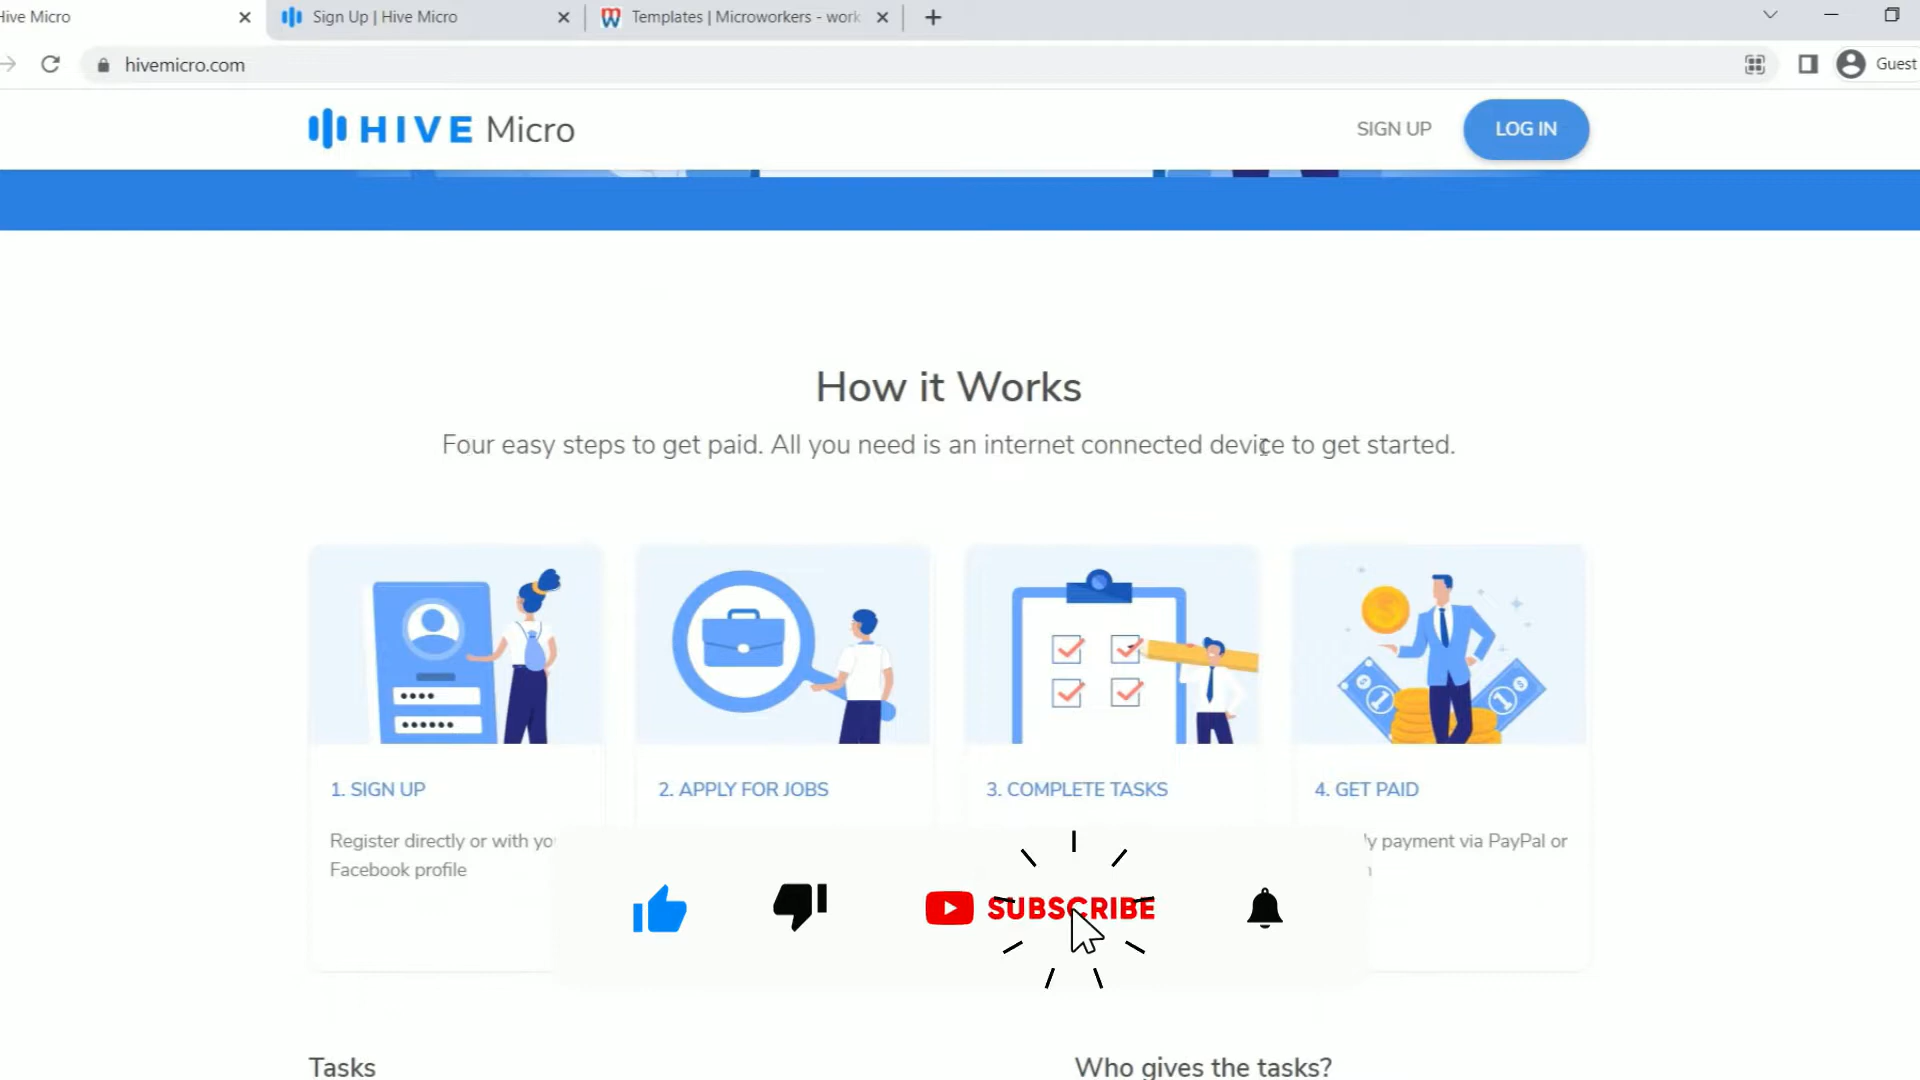 Hive Micro
Sign Up | Hive Micro
Templates | Microworkers - work
hivemicro.com
Guest
HIVE Micro
SIGN UP
LOG IN
How it Works
Four easy steps to get paid. All you need is an internet connected device to get started.
1. SIGN UP
Register directly or with yo
Facebook profile
2. APPLY FOR JOBS
3. COMPLETE TASKS
4. GET PAID
payment via PayPal or
SUBSCRIBE
Tasks
Who gives the tasks?